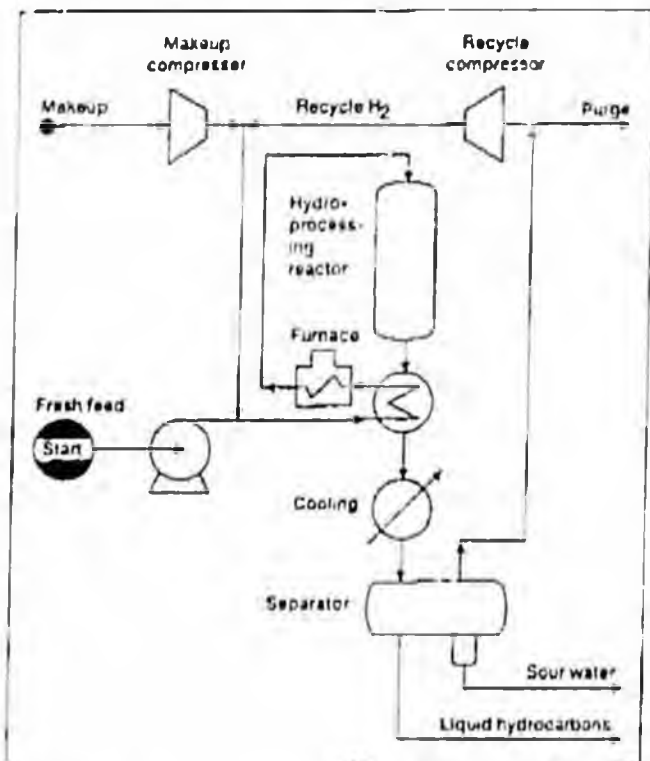 Makeup
compresser
Recycle
compressor
Makeup
Recycle H₂
Purge
Hydro-
process-
ing
reactor
Furnace
Fresh feed
Start
Cooling
Separator
Sour water
Liquid hydrocarbons